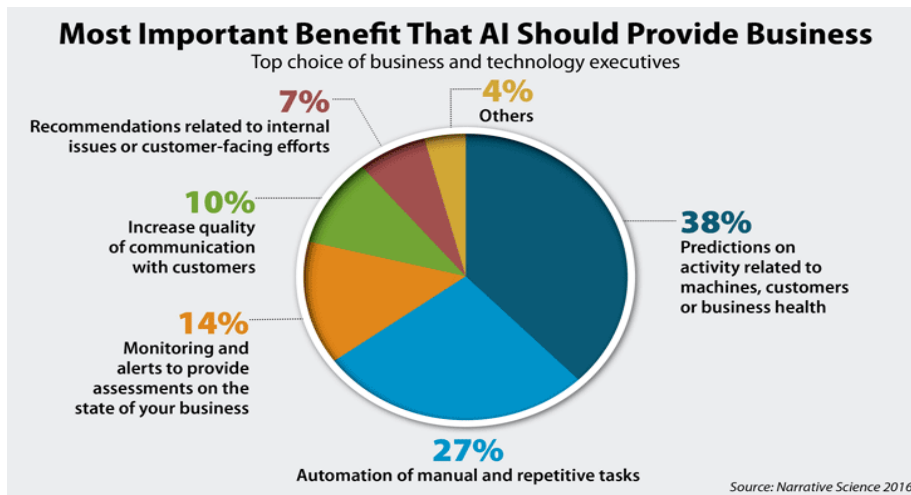 Most Important Benefit That AI Should Provide Business
Top choice of business and technology executives
7%
Recommendations related to internal
issues or customer-facing efforts
4%
Others
10%
Increase quality
of communication
with customers
38%
Predictions on
activity related to
machines, customers
or business health
14%
Monitoring and
alerts to provide
assessments on the
state of your business
27%
Automation of manual and repetitive tasks
Source: Narrative Science 2016